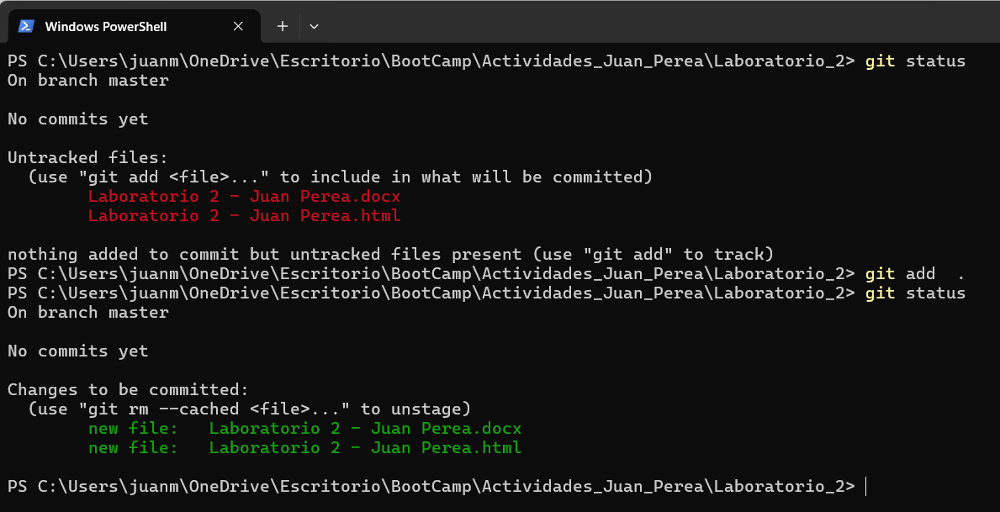 Windows PowerShell
PS C:\Users\juanm\OneDrive\Escritorio\BootCamp\Actividades_Juan_Perea\Laboratorio_2> git status
On branch master
No commits yet
Untracked files:
  (use "git add <file>..." to include in what will be committed)
        Laboratorio 2 - Juan Perea.docx
        Laboratorio 2 - Juan Perea.html
nothing added to commit but untracked files present (use "git add" to track)
PS C:\Users\juanm\OneDrive\Escritorio\BootCamp\Actividades_Juan_Perea\Laboratorio_2> git add  .
PS C:\Users\juanm\OneDrive\Escritorio\BootCamp\Actividades_Juan_Perea\Laboratorio_2> git status
On branch master
No commits yet
Changes to be committed:
  (use "git rm --cached <file>..." to unstage)
        new file:   Laboratorio 2 - Juan Perea.docx
        new file:   Laboratorio 2 - Juan Perea.html
PS C:\Users\juanm\OneDrive\Escritorio\BootCamp\Actividades_Juan_Perea\Laboratorio_2>